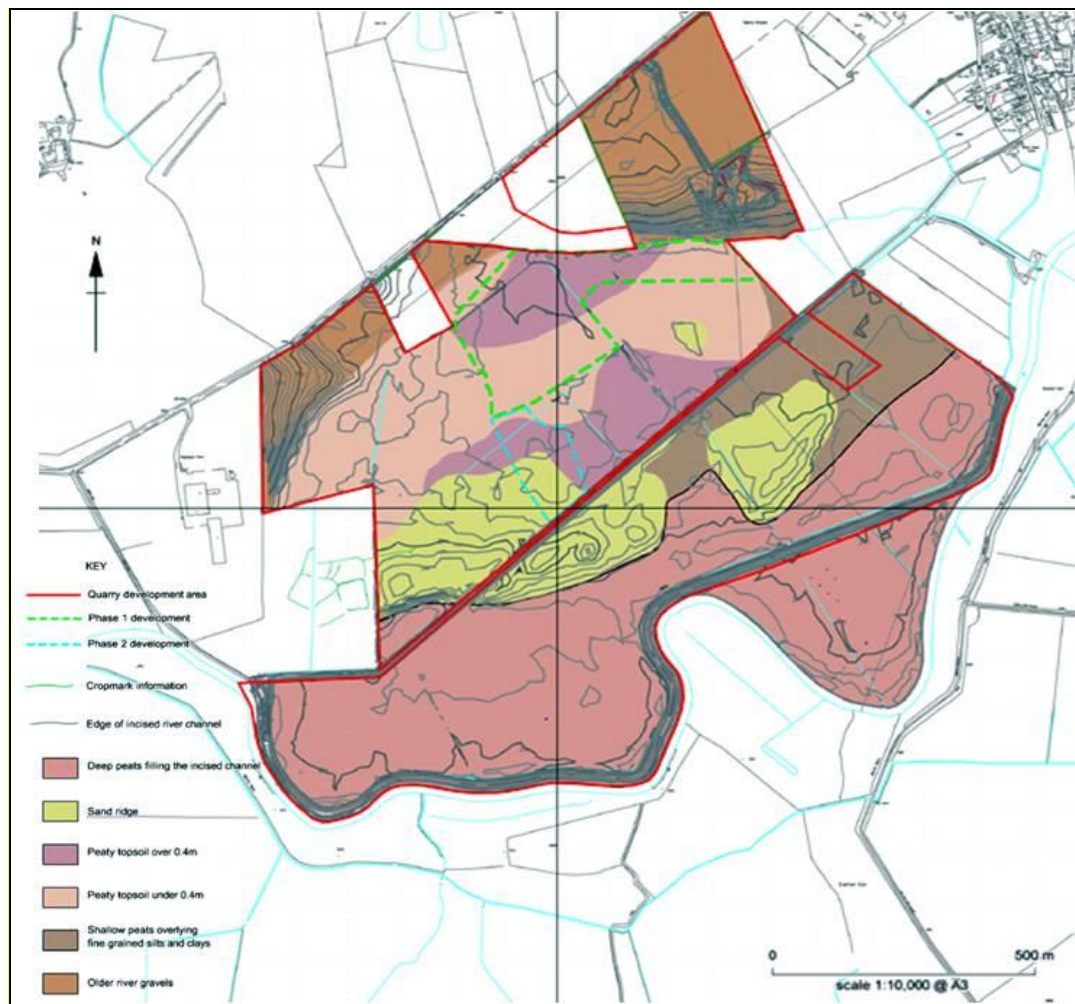 N
KEY
Quarry development area
Phase 1 development
Phase 2 development
Cropmark information
Edge of incised river channel
Deep peats filling the incised channel
Sand ridge
Peaty topsoil over 0.4m
Peaty topsoil under 0.4m
Shallow peats overlying
fine grained silts and clays
Older river gravels
0 500 m
scale 1:10,000 @ A3